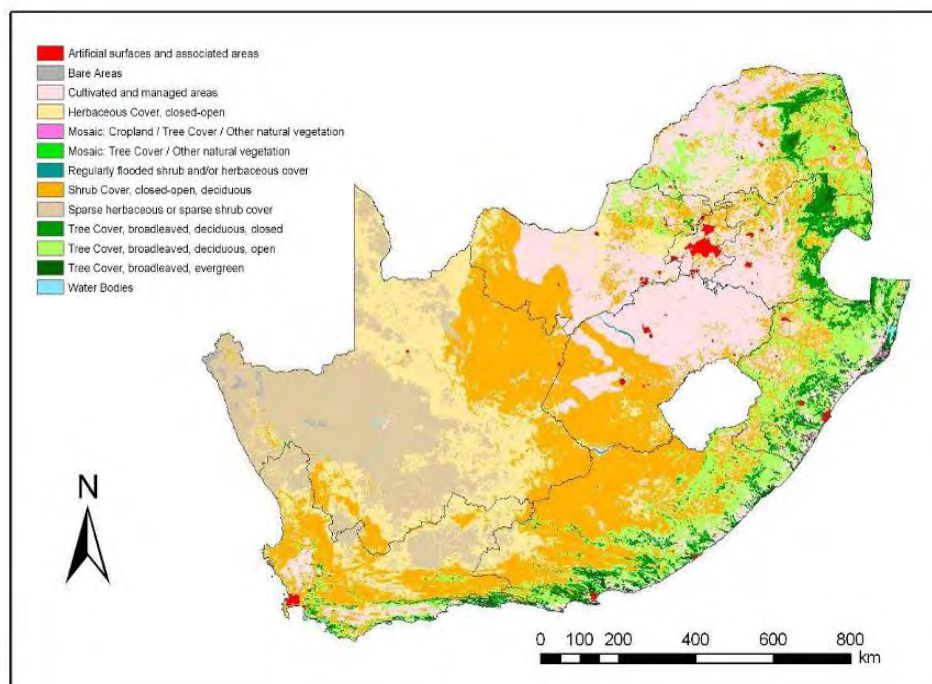 Artificial surfaces and associated areas
Bare Areas
Cultivated and managed areas
Herbaceous Cover, closed-open
Mosaic: Cropland / Tree Cover / Other natural vegetation
Mosaic: Tree Cover / Other natural vegetation
Regularly flooded shrub and/or herbaceous cover
Shrub Cover, closed-open, deciduous
Sparse herbaceous or sparse shrub cover
Tree Cover, broadleaved, deciduous, closed
Tree Cover, broadleaved, deciduous, open
Tree Cover, broadleaved, evergreen
Water Bodies
N
0 100 200 400 600 800
km